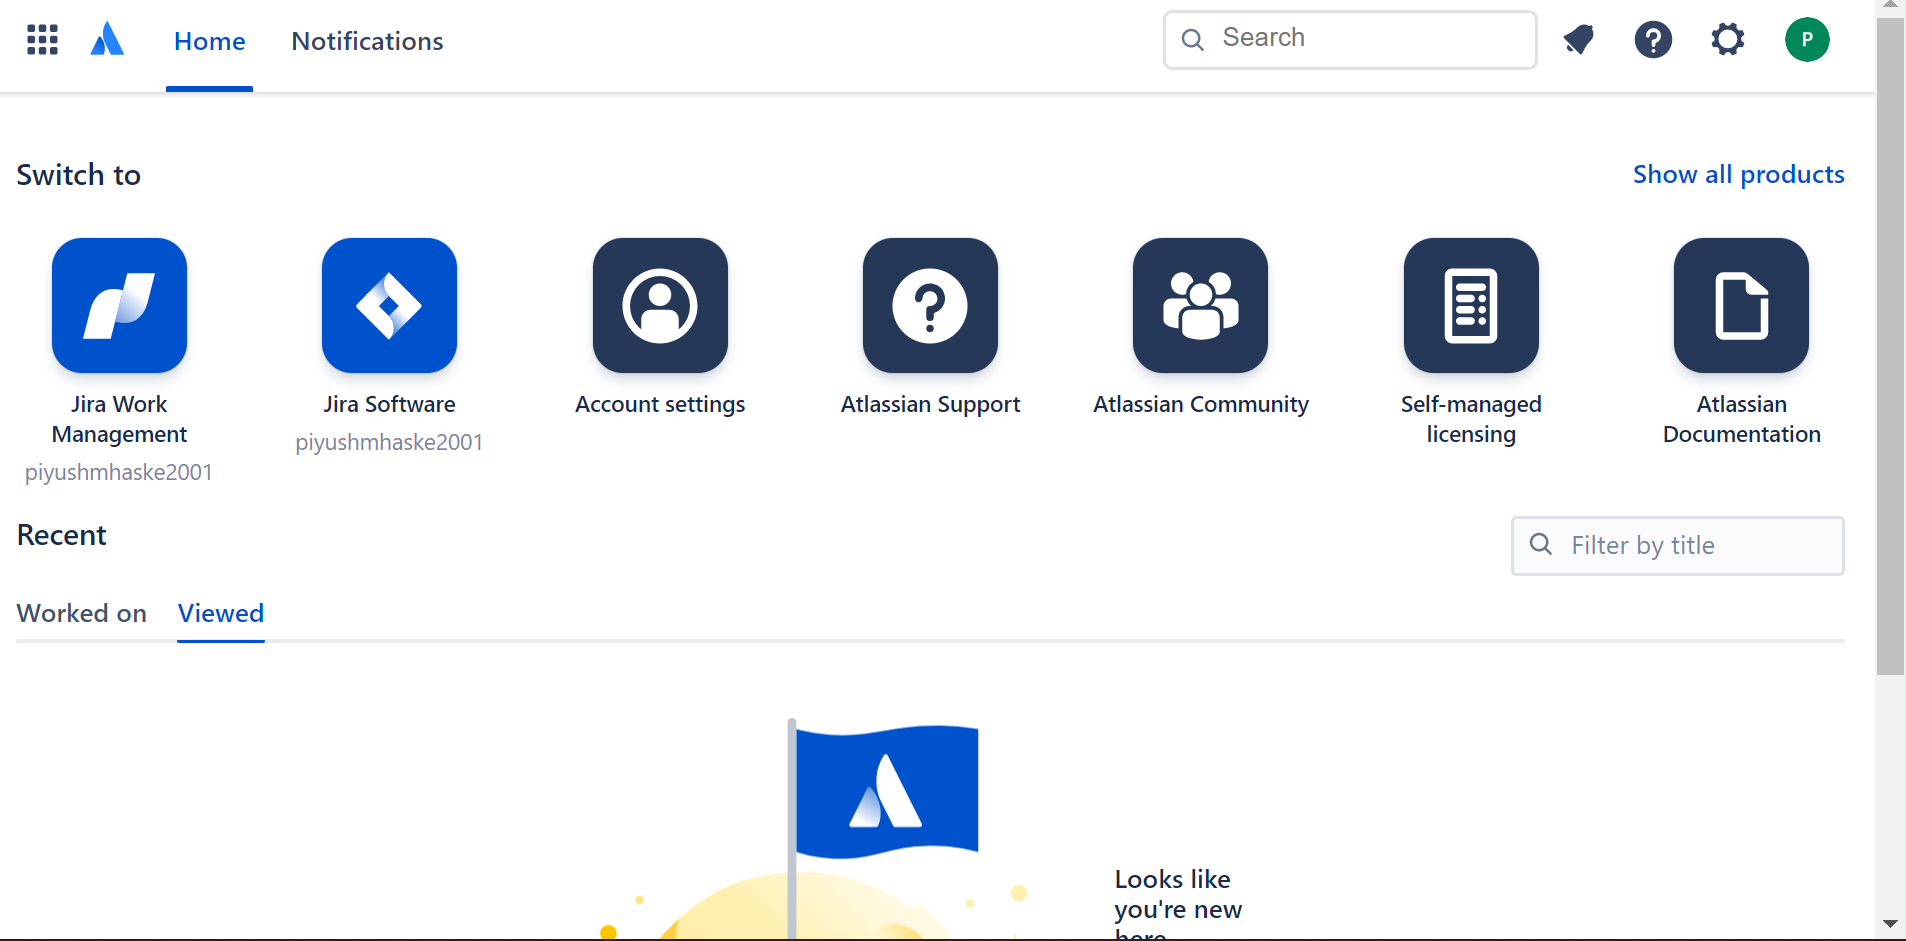 Home Notifications Search P
Switch to Show all products
Jira Work
Management
piyushmhaske2001
Jira Software
piyushmhaske2001
Account settings
Atlassian Support
Atlassian Community
Self-managed
licensing
Atlassian
Documentation
Recent Filter by title
Worked on Viewed
Looks like
you're new
here